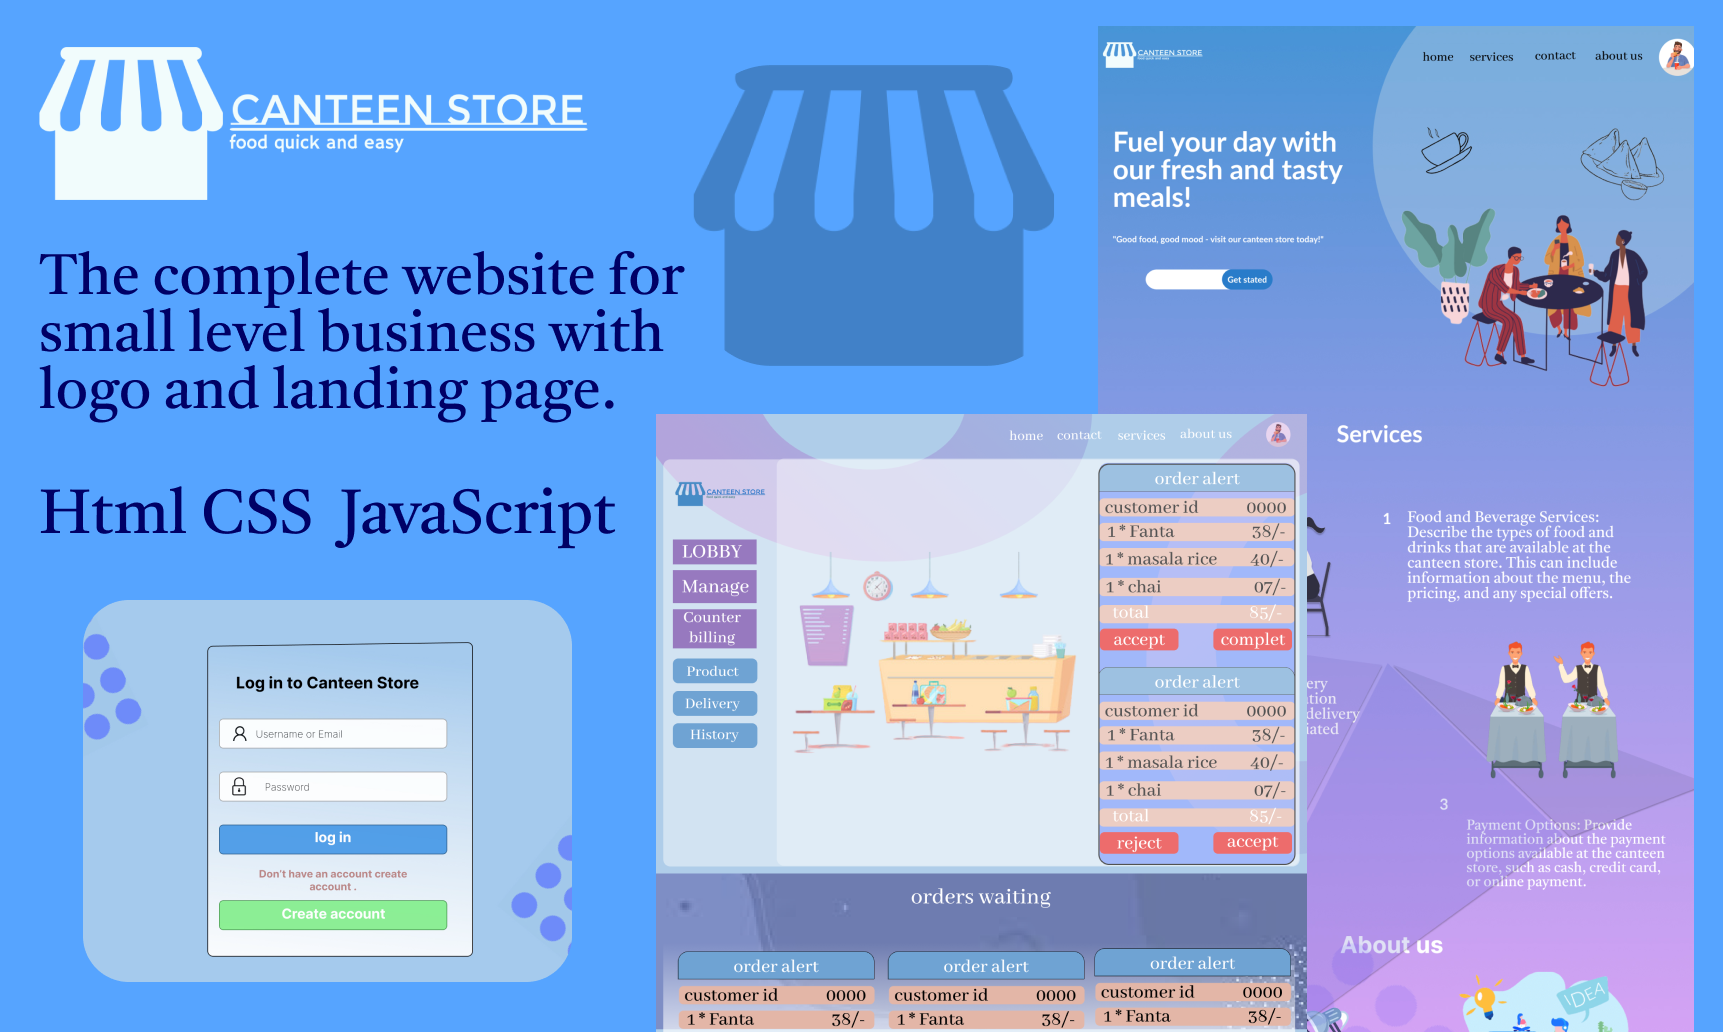 CANTEEN STORE
food quick and easy
The complete website for
small level business with
logo and landing page.
Html CSS JavaScript
Log in to Canteen Store
Username or Email
Password
log in
Don't have an account create
account .
Create account
CANTEEN STORE
home services contact about us
Fuel your day with
our fresh and tasty
meals!
"Good food, good mood - visit our canteen store today!"
Get stated
home contact services about us
CANTEEN STORE
LOBBY
Manage
Counter
billing
Product
Delivery
History
order alert
customer id 0000
1 * Fanta 38/-
1 * masala rice 40/-
1 * chai 07/-
total 85/-
accept complet
order alert
customer id 0000
1 * Fanta 38/-
1 * masala rice 40/-
1 * chai 07/-
total 85/-
reject accept
orders waiting
order alert order alert order alert
customer id 0000 customer id 0000 customer id 0000
1 * Fanta 38/- 1 * Fanta 38/- 1 * Fanta 38/-
Services
1 Food and Beverage Services:
Describe the types of food and
drinks that are available at the
canteen store. This can include
information about the menu, the
pricing, and any special offers.
ery
tion
delivery
iated
3
Payment Options: Provide
information about the payment
options available at the canteen
store, such as cash, credit card,
or online payment.
About us
IDEA